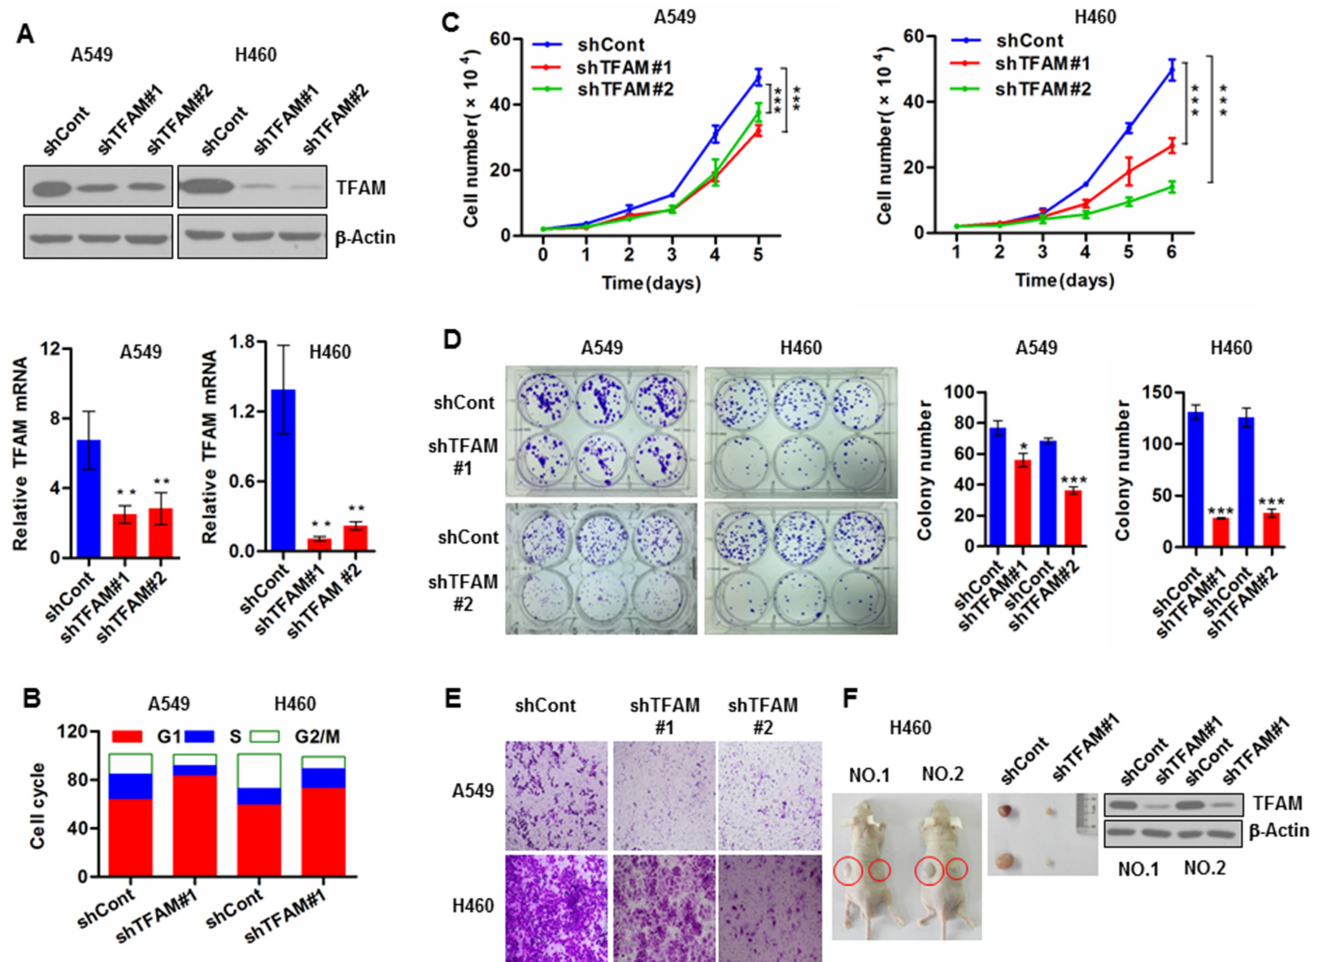 A
A549
H460
shCont
shTFAM#1
shTFAM#2
shCont
shTFAM#1
shTFAM#2
TFAM
β-Actin
Relative TFAM mRNA
12
8
4
0
A549
shCont
shTFAM#1
shTFAM#2
** **
Relative TFAM mRNA
1.8
1.2
0.6
0.0
H460
shCont
shTFAM#1
shTFAM #2
** **
B
A549
H460
Cell cycle
120
80
40
0
G1 S G2/M
shCont
shTFAM#1
shCont
shTFAM#1
C
A549
Cell number(× 10 4)
60
40
20
0
shCont
shTFAM#1
shTFAM#2
***
***
0 1 2 3 4 5
Time(days)
H460
Cell number(× 10 4)
60
40
20
0
shCont
shTFAM#1
shTFAM#2
***
***
1 2 3 4 5 6
Time(days)
D
A549
H460
shCont
shTFAM
#1
shCont
shTFAM
#2
A549
Colony number
100
80
60
40
20
0
* ***
shCont
shTFAM#1
shCont
shTFAM#2
H460
Colony number
150
100
50
0
*** ***
shCont
shTFAM#1
shCont
shTFAM#2
E
shCont
shTFAM
#1
shTFAM
#2
A549
H460
F
H460
NO.1 NO.2
shCont
shTFAM#1
shCont
shTFAM#1
shCont
shTFAM#1
TFAM
β-Actin
NO.1 NO.2